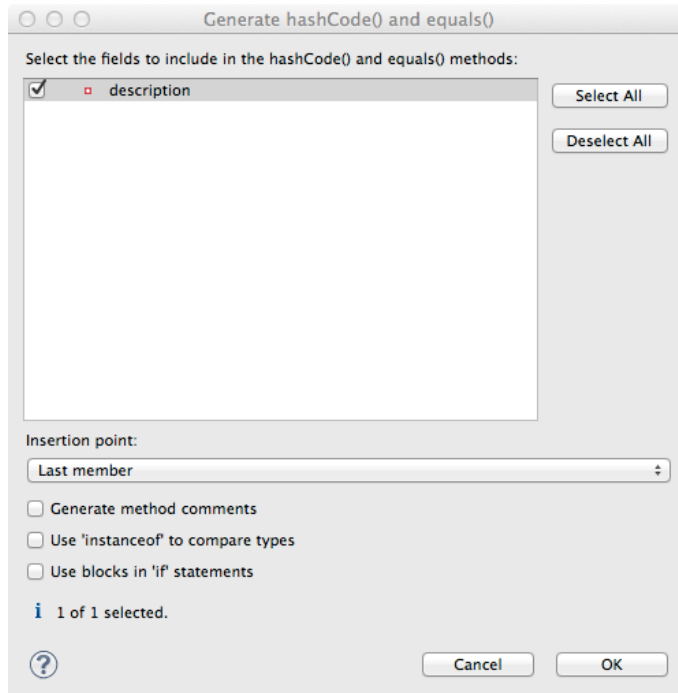 Generate hashCode() and equals()
Select the fields to include in the hashCode() and equals() methods:
description
Select All
Deselect All
Insertion point:
Last member
Generate method comments
Use 'instanceof' to compare types
Use blocks in 'if' statements
i 1 of 1 selected.
? Cancel OK